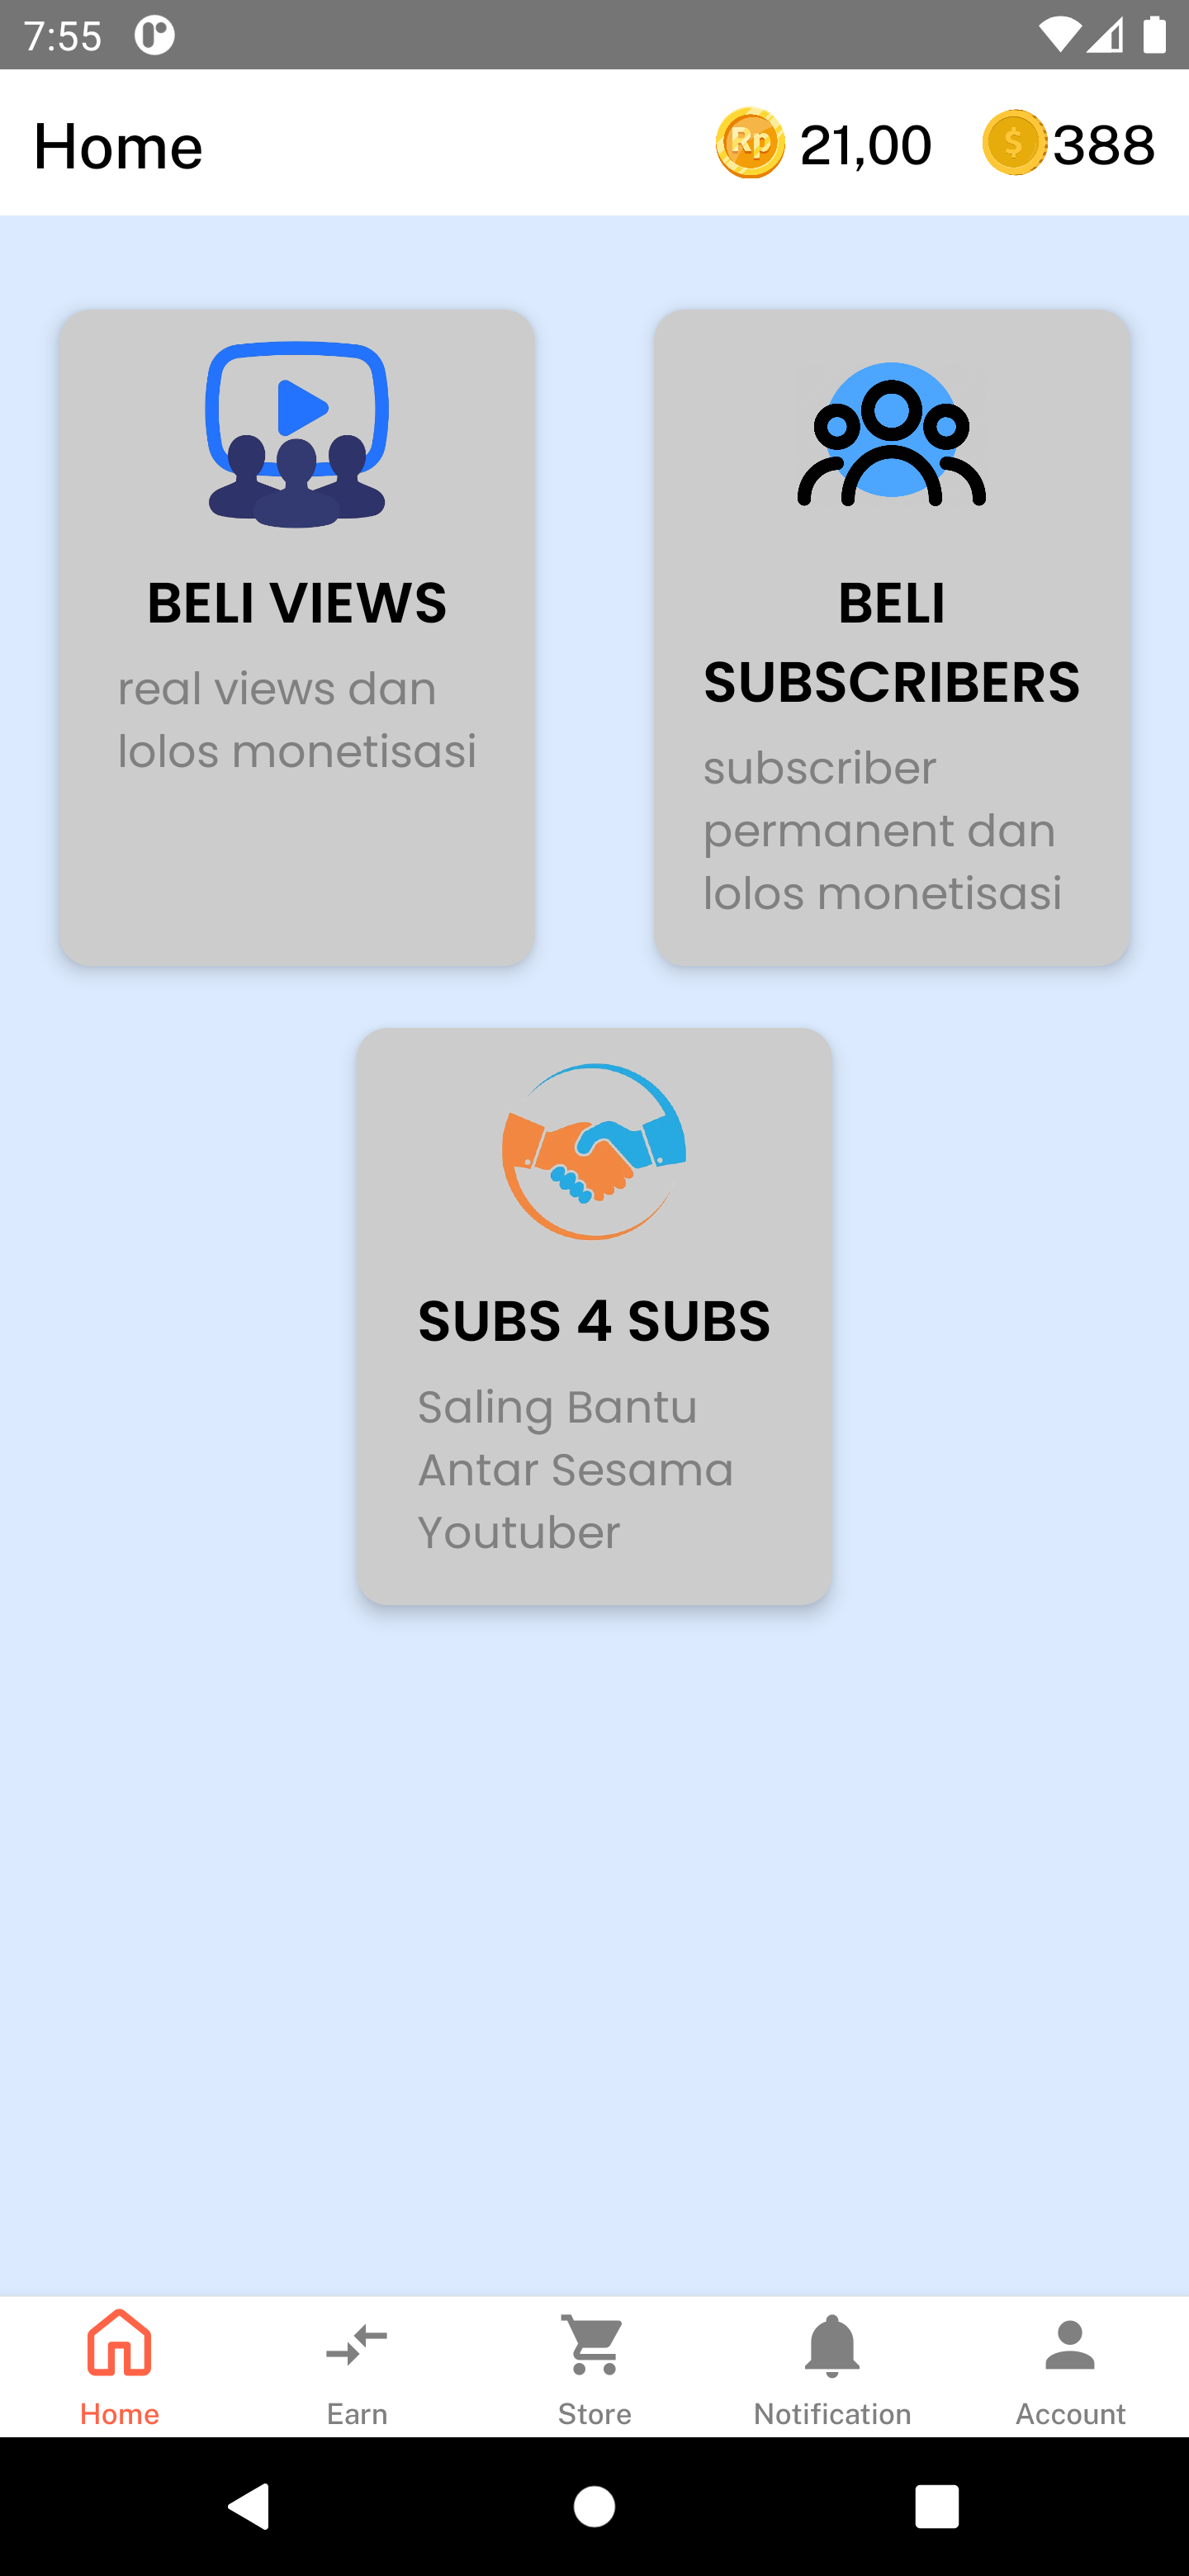 7:55
Home
Rp 21,00 $ 388
BELI VIEWS
real views dan
lolos monetisasi
BELI
SUBSCRIBERS
subscriber
permanent dan
lolos monetisasi
SUBS 4 SUBS
Saling Bantu
Antar Sesama
Youtuber
Home
Earn
Store
Notification
Account